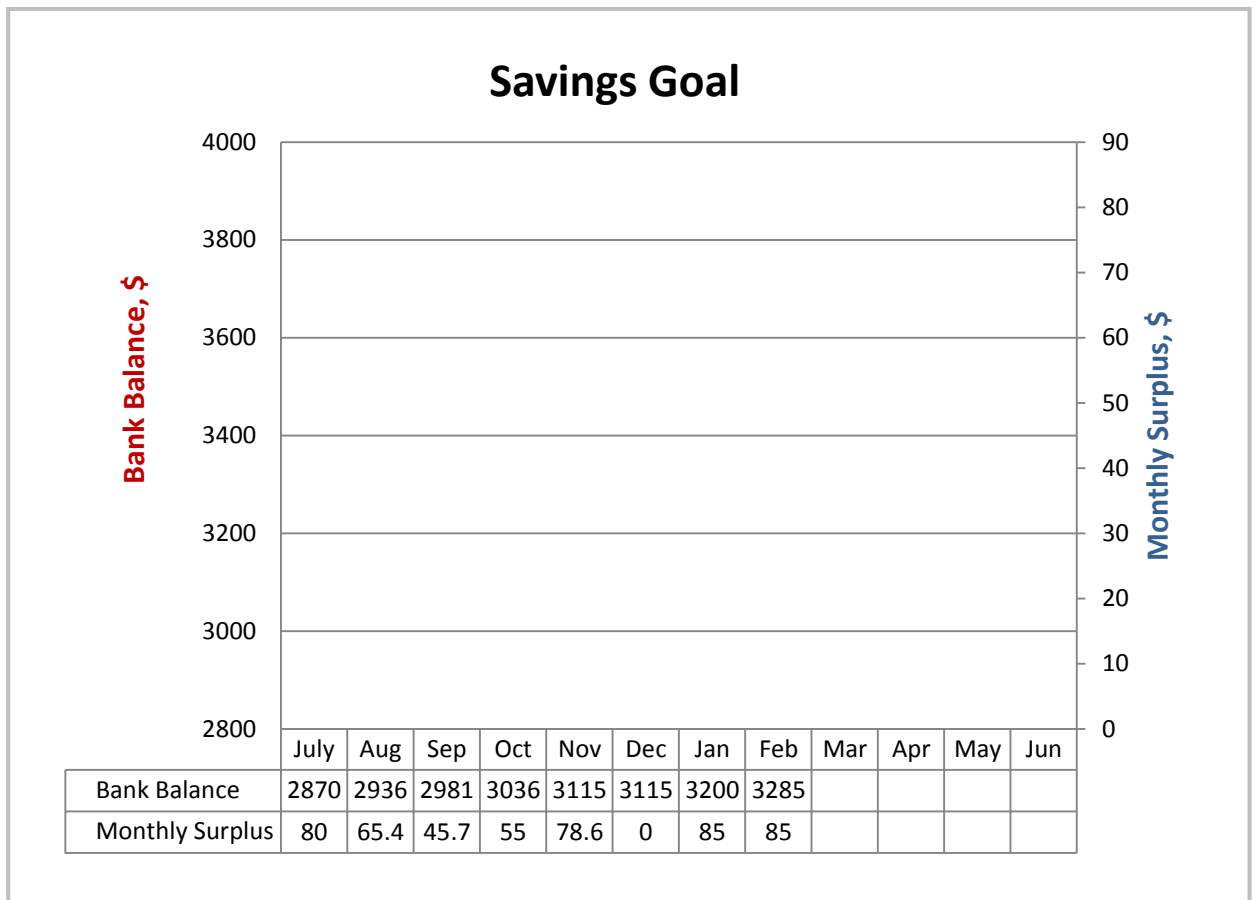 Savings Goal
4000
3800
3600
3400
3200
3000
2800
Bank Balance, $
90
80
70
60
50
40
30
20
10
0
Monthly Surplus, $
July Aug Sep Oct Nov Dec Jan Feb Mar Apr May Jun
Bank Balance 2870 2936 2981 3036 3115 3115 3200 3285
Monthly Surplus 80 65.4 45.7 55 78.6 0 85 85